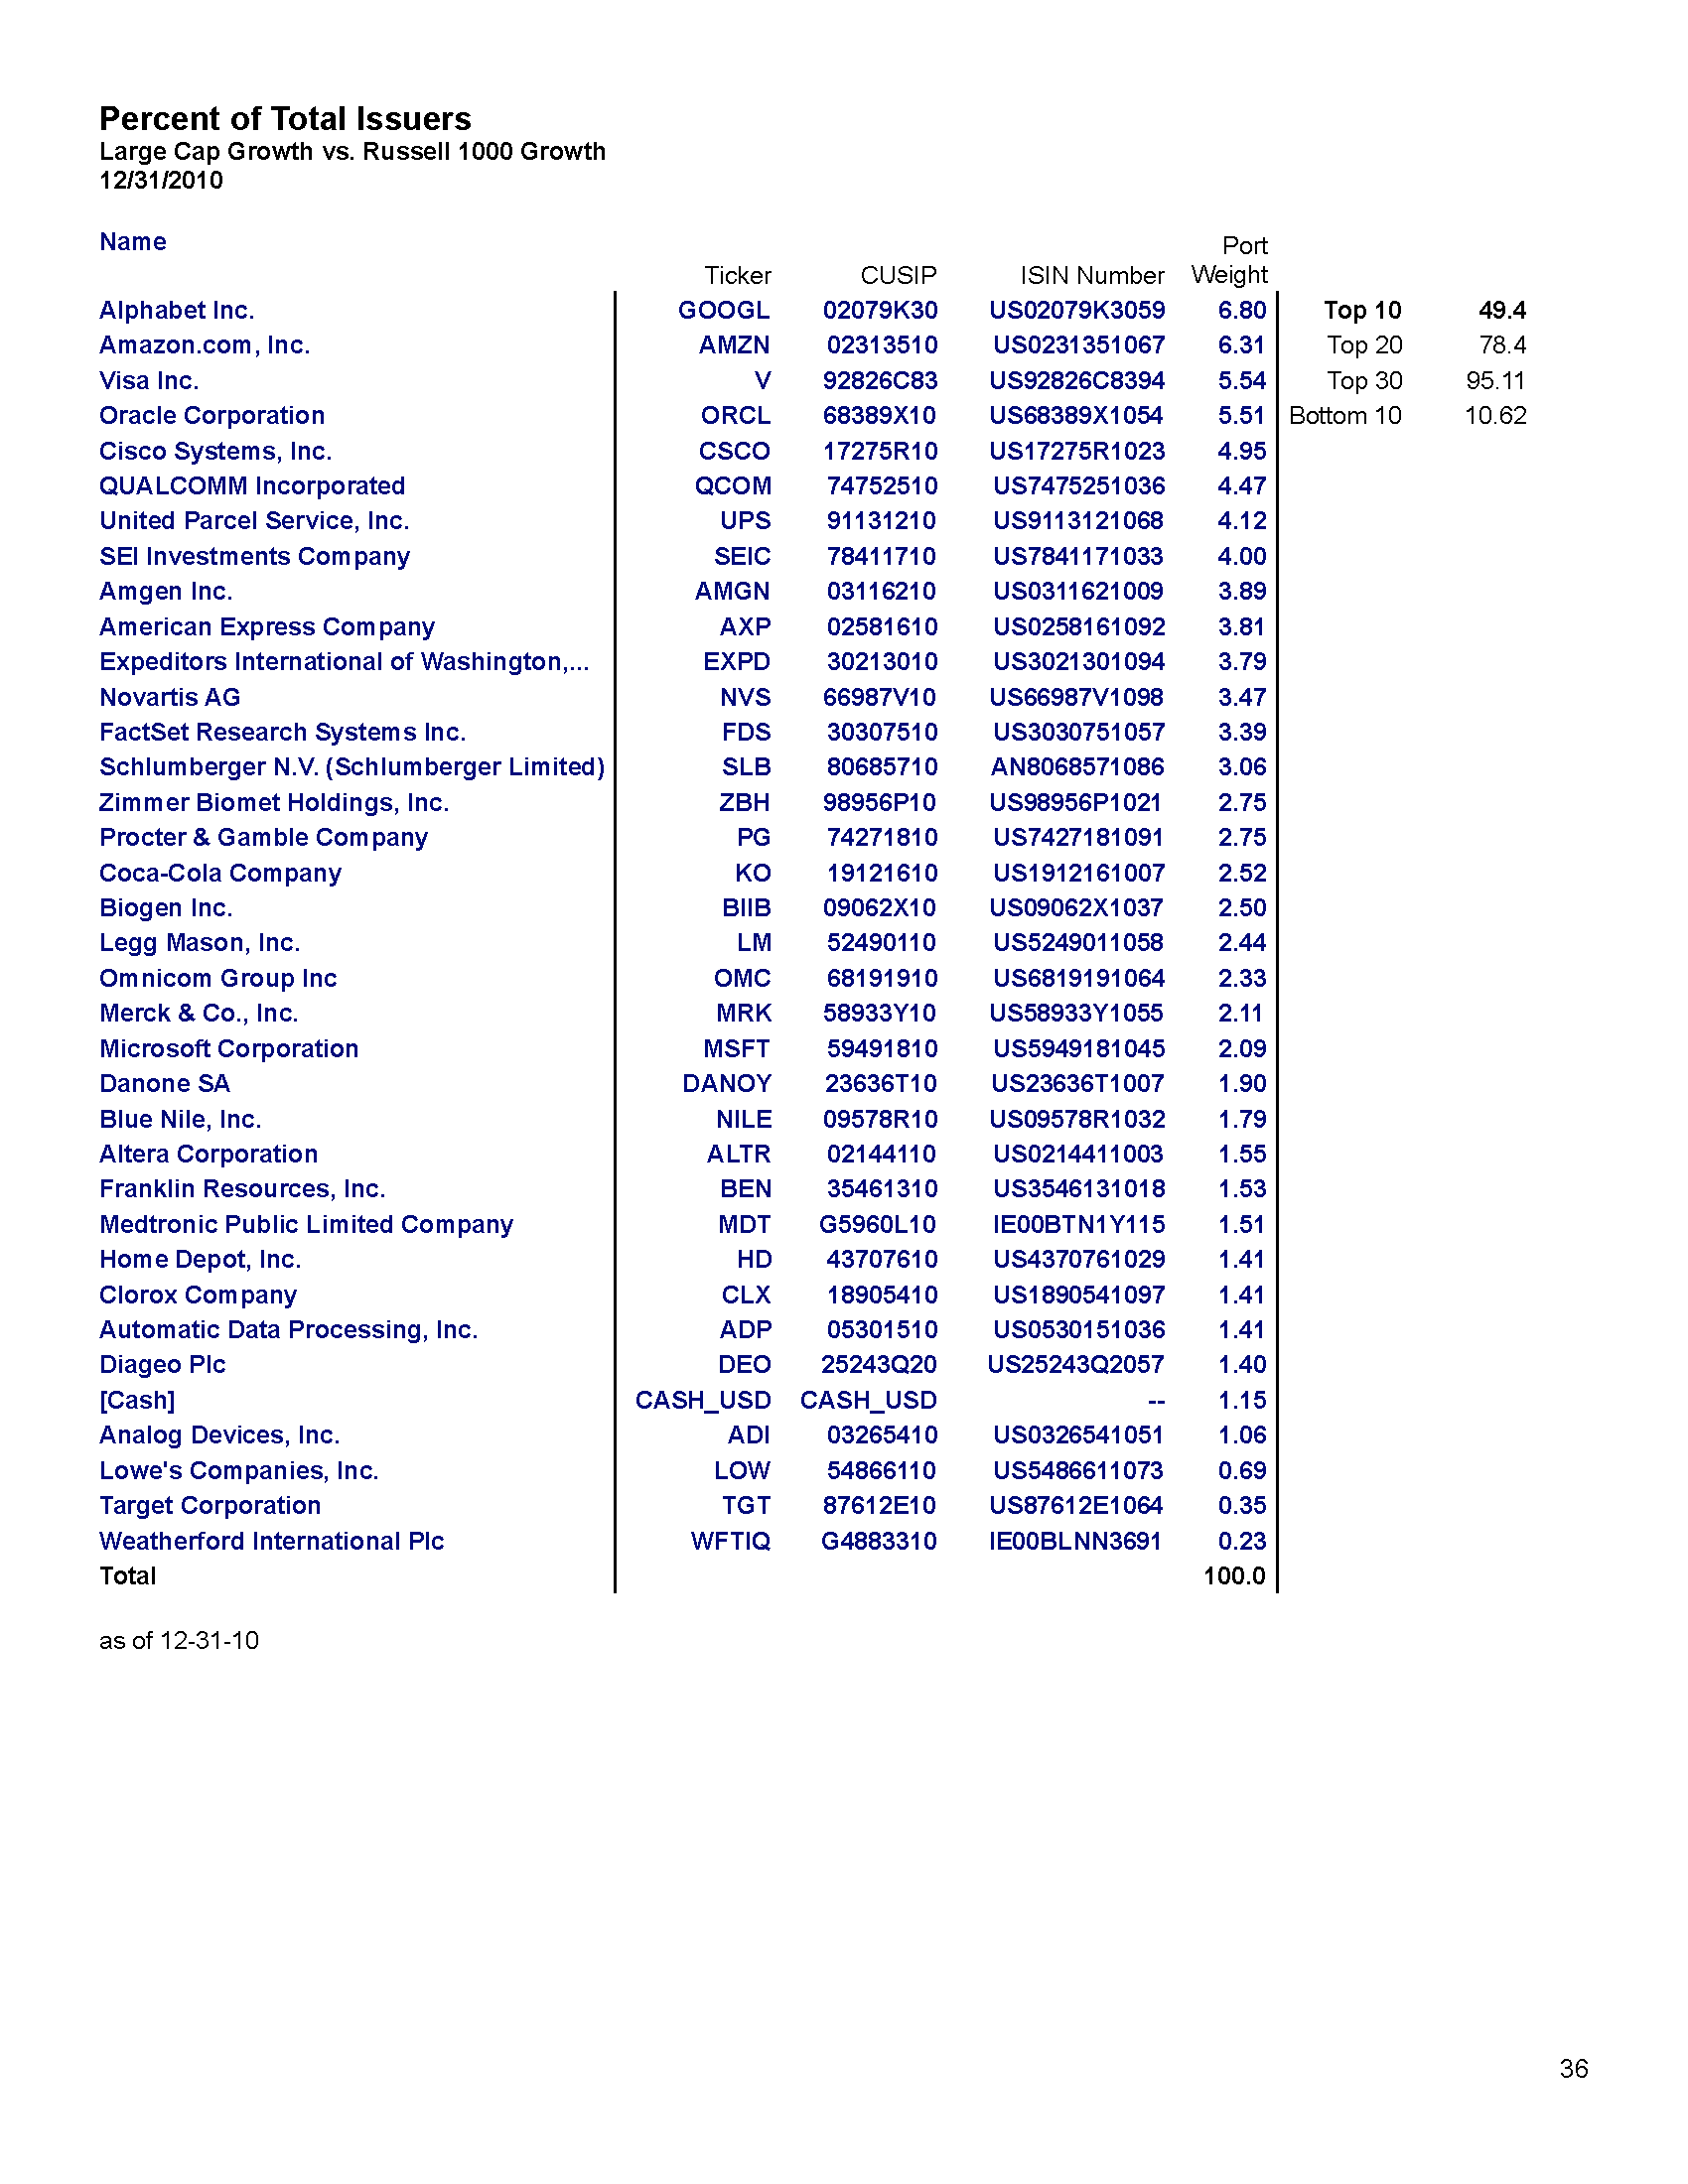 Percent of Total Issuers
Large Cap Growth vs. Russell 1000 Growth
12/31/2010
Name
Port
Ticker CUSIP ISIN Number Weight
Alphabet Inc. GOOGL 02079K30 US02079K3059 6.80 Top 10 49.4
Amazon.com, Inc. AMZN 02313510 US0231351067 6.31 Top 20 78.4
Visa Inc. V 92826C83 US92826C8394 5.54 Top 30 95.11
Oracle Corporation ORCL 68389X10 US68389X1054 5.51 Bottom 10 10.62
Cisco Systems, Inc. CSCO 17275R10 US17275R1023 4.95
QUALCOMM Incorporated QCOM 74752510 US7475251036 4.47
United Parcel Service, Inc. UPS 91131210 US9113121068 4.12
SEI Investments Company SEIC 78411710 US7841171033 4.00
Amgen Inc. AMGN 03116210 US0311621009 3.89
American Express Company AXP 02581610 US0258161092 3.81
Expeditors International of Washington,... EXPD 30213010 US3021301094 3.79
Novartis AG NVS 66987V10 US66987V1098 3.47
FactSet Research Systems Inc. FDS 30307510 US3030751057 3.39
Schlumberger N.V. (Schlumberger Limited) SLB 80685710 AN8068571086 3.06
Zimmer Biomet Holdings, Inc. ZBH 98956P10 US98956P1021 2.75
Procter & Gamble Company PG 74271810 US7427181091 2.75
Coca-Cola Company KO 19121610 US1912161007 2.52
Biogen Inc. BIIB 09062X10 US09062X1037 2.50
Legg Mason, Inc. LM 52490110 US5249011058 2.44
Omnicom Group Inc OMC 68191910 US6819191064 2.33
Merck & Co., Inc. MRK 58933Y10 US58933Y1055 2.11
Microsoft Corporation MSFT 59491810 US5949181045 2.09
Danone SA DANOY 23636T10 US23636T1007 1.90
Blue Nile, Inc. NILE 09578R10 US09578R1032 1.79
Altera Corporation ALTR 02144110 US0214411003 1.55
Franklin Resources, Inc. BEN 35461310 US3546131018 1.53
Medtronic Public Limited Company MDT G5960L10 IE00BTN1Y115 1.51
Home Depot, Inc. HD 43707610 US4370761029 1.41
Clorox Company CLX 18905410 US1890541097 1.41
Automatic Data Processing, Inc. ADP 05301510 US0530151036 1.41
Diageo Plc DEO 25243Q20 US25243Q2057 1.40
[Cash] CASH_USD CASH_USD -- 1.15
Analog Devices, Inc. ADI 03265410 US0326541051 1.06
Lowe's Companies, Inc. LOW 54866110 US5486611073 0.69
Target Corporation TGT 87612E10 US87612E1064 0.35
Weatherford International Plc WFTIQ G4883310 IE00BLNN3691 0.23
Total 100.0
as of 12-31-10
36